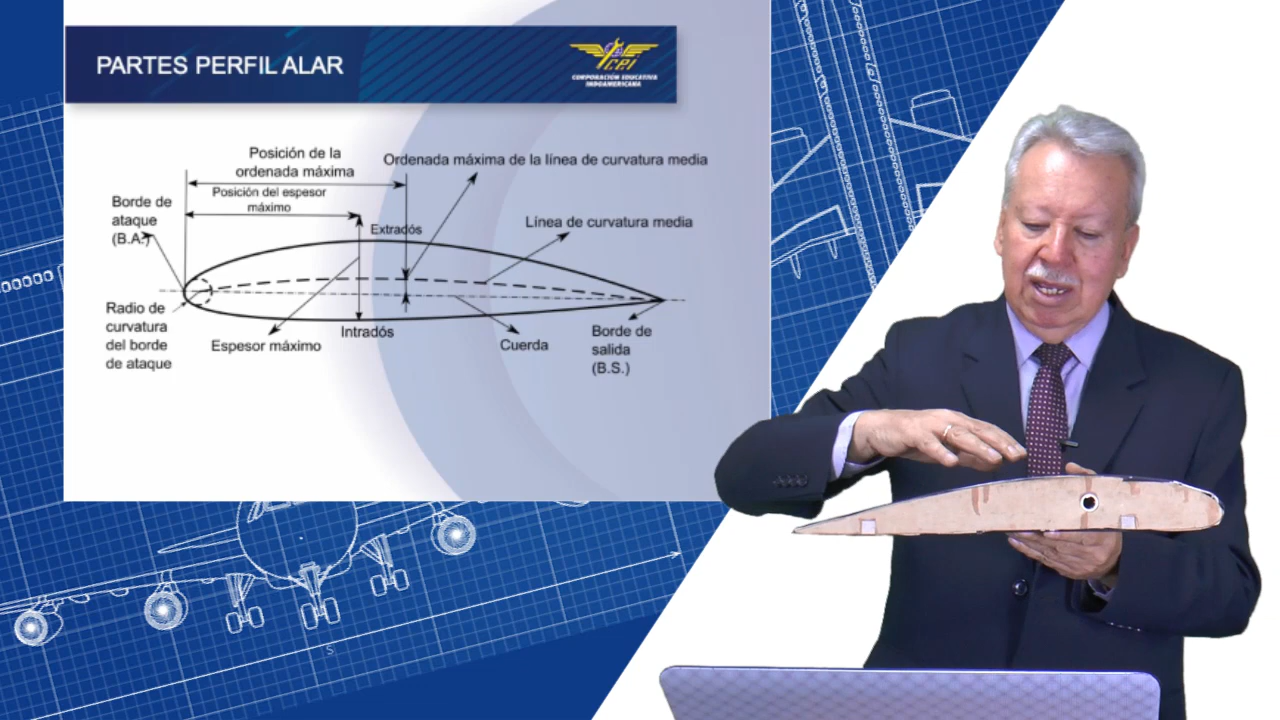 PARTES PERFIL ALAR
C.E.I
CORPORACIÓN EDUCATIVA
INDOAMERICANA
Posición de la
ordenada máxima
Ordenada máxima de la línea de curvatura media
Posición del espesor
máximo
Borde de
ataque
(B.A.)
Extradós
Línea de curvatura media
Radio de
curvatura
del borde
de ataque
Intradós
Espesor máximo
Cuerda
Borde de
salida
(B.S.)
S